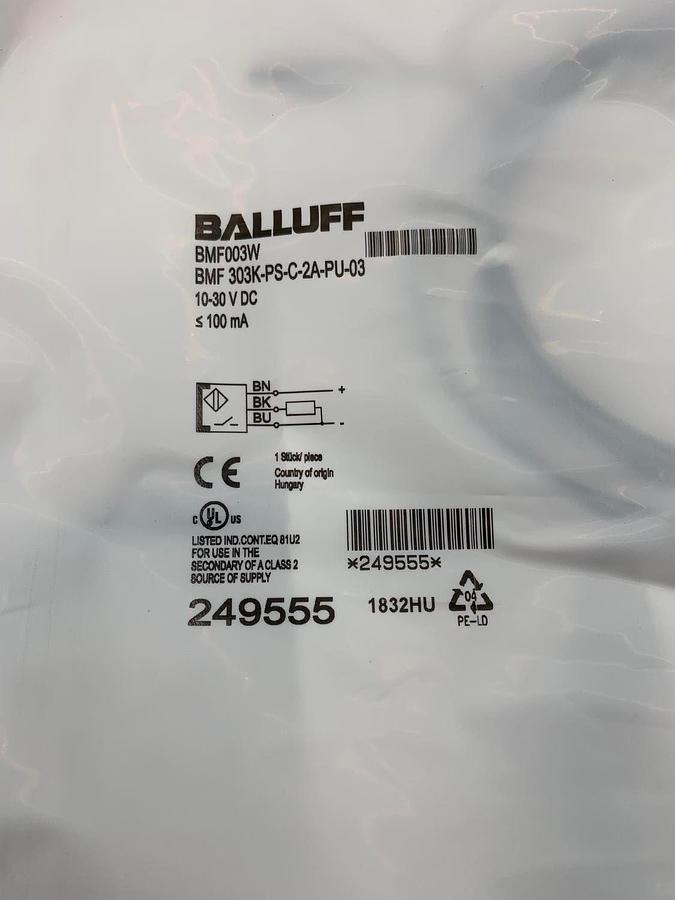 BALLUFF
BMF003W
BMF 303K-PS-C-2A-PU-03
10-30 V DC
≤ 100 mA
BN +
BK
BU -
CE
1 Stück/ piece
Country of origin
Hungary
C UL US
LISTED IND.CONT.EQ 81U2
FOR USE IN THE
SECONDARY OF A CLASS 2
SOURCE OF SUPPLY
*249555*
249555
1832HU
04
PE-LD